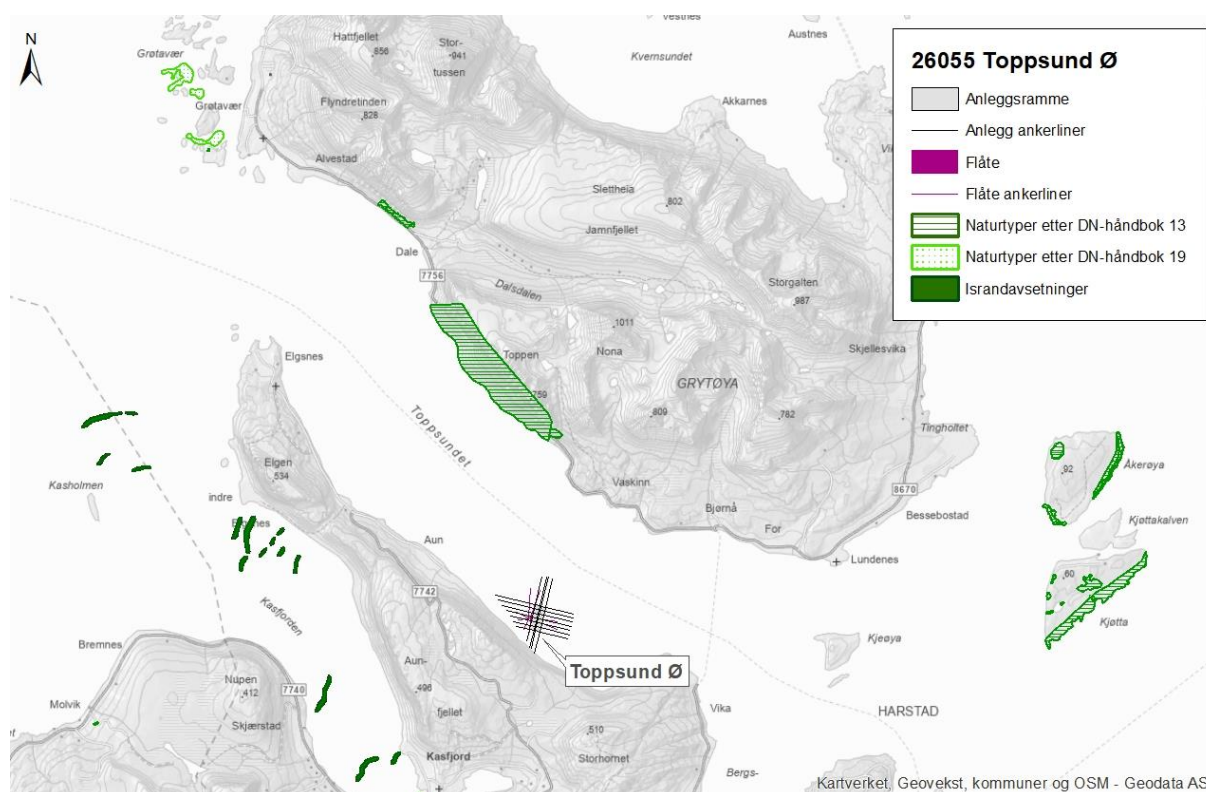 N
Vestnes
Austnes
Hattfjellet
656
Stor-
941
tussen
Kvernsundet
Grøtavær
Flyndretinden
828
Akkarnes
Grøtavær
Alvestad
Slettheia
802
Jamnfjellet
Dale
7756
Dalsdalen
Storgalten
987
1011
Nona
Toppen
759
Skjellesvika
GRYTØYA
809
782
Elgsnes
Toppsundet
Tingholtet
Elgen
534
Kasholmen
indre
Elgsnes
Vaskinn
Bjørnå
For
8670
Bessebostad
Åkerøya
92
Kjøttakalven
Aun
Lundenes
60
Kjøtta
7742
Kasfjorden
Bremnes
Toppsund Ø
Kjeøya
Aun-
496
fjellet
Nupen
412
7740
Molvik
Skjærstad
Vika
HARSTAD
510
Storhornet
Kasfjord
Bergs-
26055 Toppsund Ø
Anleggsramme
Anlegg ankerliner
Flåte
Flåte ankerliner
Naturtyper etter DN-håndbok 13
Naturtyper etter DN-håndbok 19
Israndavsetninger
Kartverket, Geovekst, kommuner og OSM - Geodata AS